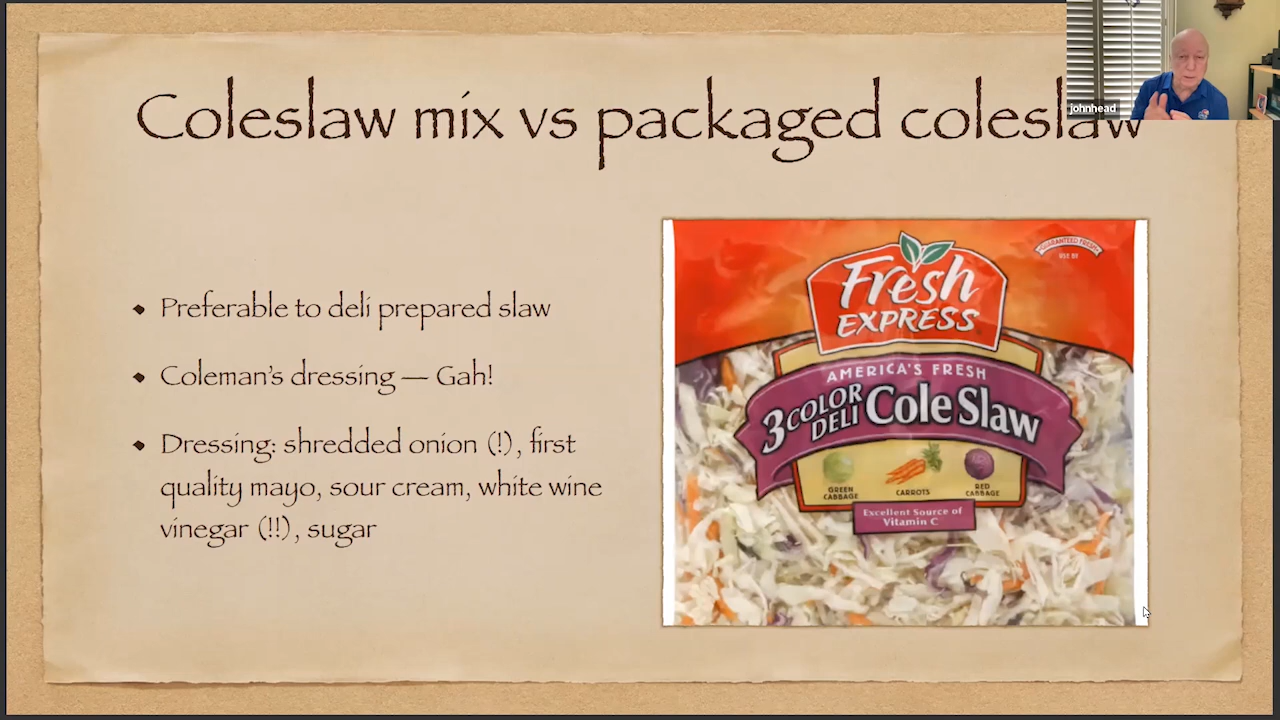 Coleslaw mix vs packaged coleslaw
johnhead
Preferable to deli prepared slaw
Coleman's dressing — Gah!
Dressing: shredded onion (!), first
quality mayo, sour cream, white wine
vinegar (!!), sugar
GUARANTEED FRESH
USE BY
Fresh
EXPRESS
AMERICA'S FRESH
3 COLOR
DELI Cole Slaw
GREEN
CABBAGE
CARROTS
RED
CABBAGE
Excellent Source of
Vitamin C